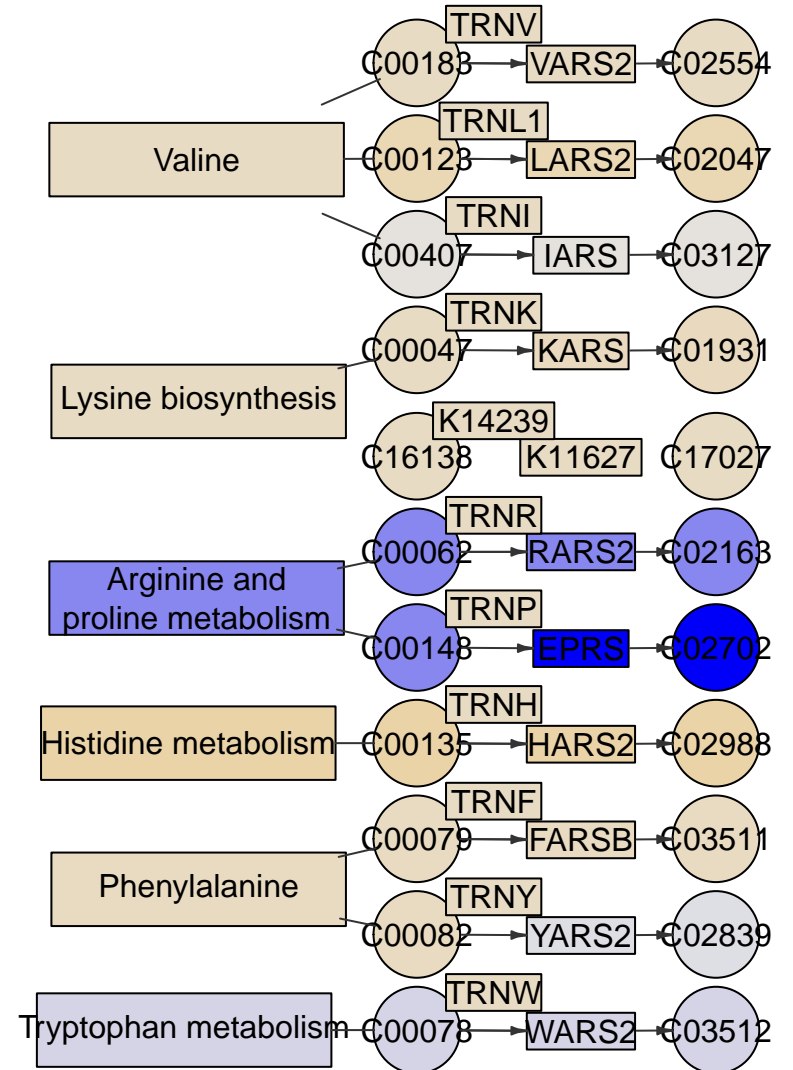 TRNV
C00183 VARS2 C02554
TRNL1
Valine C00123 LARS2 C02047
TRNI
C00407 IARS C03127
TRNK
C00047 KARS C01931
Lysine biosynthesis
K14239
C16138 K11627 C17027
TRNR
C00062 RARS2 C02163
Arginine and
proline metabolism
TRNP
C00148 EPRS C02702
TRNH
Histidine metabolism C00135 HARS2 C02988
TRNF
C00079 FARSB C03511
Phenylalanine
TRNY
C00082 YARS2 C02839
TRNW
Tryptophan metabolism C00078 WARS2 C03512